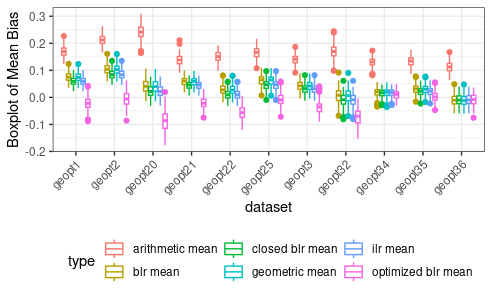 Boxplot of Mean Bias
0.3
0.2
0.1
0.0
-0.1
-0.2
geopt1
geopt2
geopt20
geopt21
geopt22
geopt25
geopt3
geopt32
geopt34
geopt35
geopt36
dataset
type
arithmetic mean
closed blr mean
ilr mean
blr mean
geometric mean
optimized blr mean